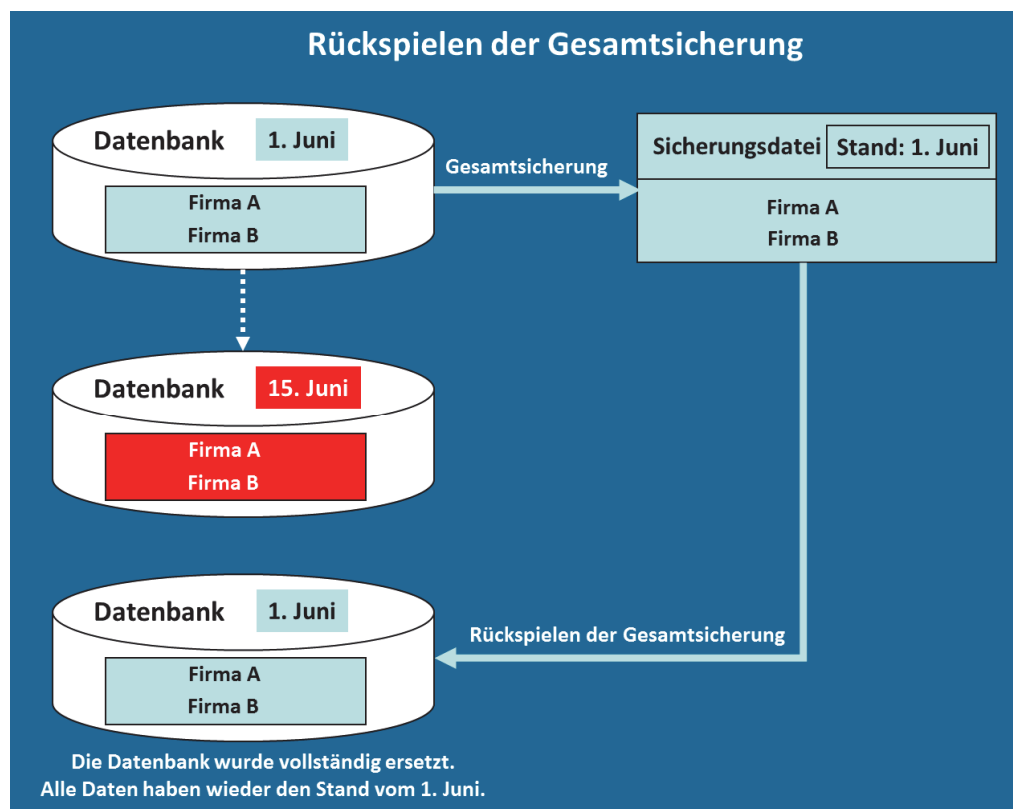 Rückspielen der Gesamtsicherung
Datenbank 1. Juni
Firma A
Firma B
Gesamtsicherung
Sicherungsdatei Stand: 1. Juni
Firma A
Firma B
Datenbank 15. Juni
Firma A
Firma B
Datenbank 1. Juni
Firma A
Firma B
Rückspielen der Gesamtsicherung
Die Datenbank wurde vollständig ersetzt.
Alle Daten haben wieder den Stand vom 1. Juni.